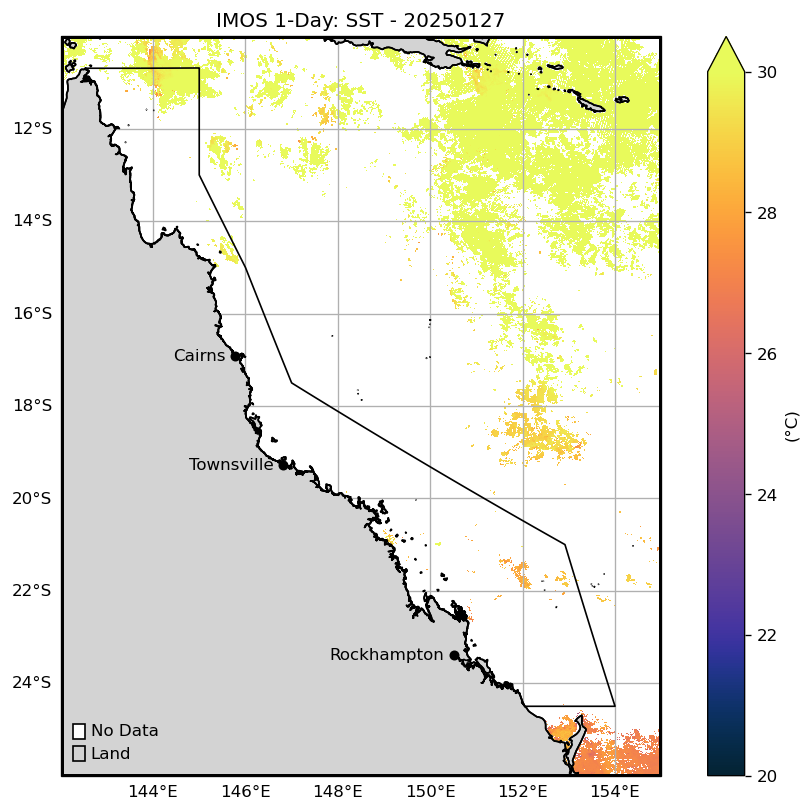 IMOS 1-Day: SST - 20250127
12°S
14°S
16°S
18°S
20°S
22°S
24°S
Cairns
Townsville
Rockhampton
No Data
Land
144°E
146°E
148°E
150°E
152°E
154°E
30
28
26
24
22
20
(°C)